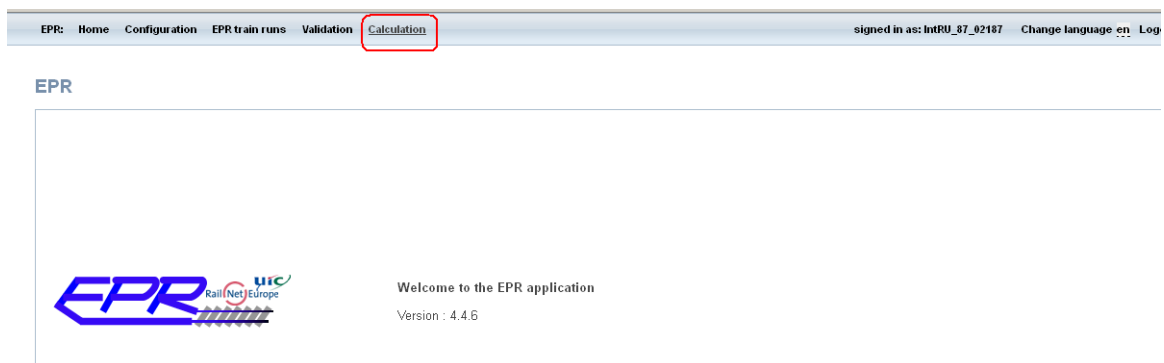 EPR: Home Configuration EPR train runs Validation Calculation signed in as: IntRU_87_02187 Change language en Log
EPR
EPR RailNetEurope uic
Welcome to the EPR application
Version : 4.4.6